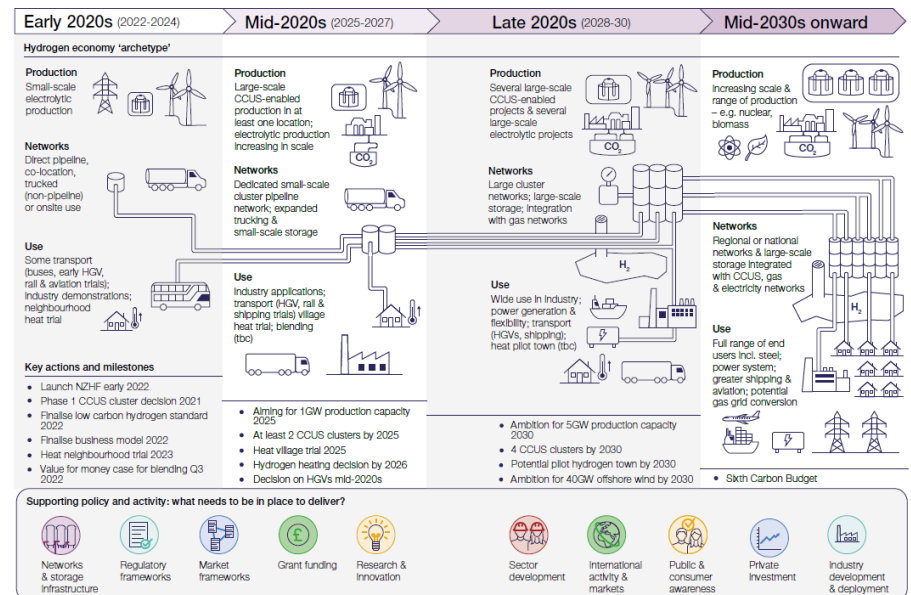 Early 2020s (2022-2024)
Mid-2020s (2025-2027)
Late 2020s (2028-30)
Mid-2030s onward
Hydrogen economy ‘archetype’
Production
Small-scale
electrolytic
production
Networks
Direct pipeline,
co-location,
trucked
(non-pipeline)
or onsite use
Use
Some transport
(buses, early HGV,
rail & aviation trials);
industry demonstrations;
neighbourhood
heat trial
Key actions and milestones
• Launch NZHF early 2022
• Phase 1 CCUS cluster decision 2021
• Finalise low carbon hydrogen standard
2022
• Finalise business model 2022
• Heat neighbourhood trial 2023
• Value for money case for blending Q3
2022
Production
Large-scale
CCUS-enabled
production in at
least one location;
electrolytic production
increasing in scale
CO2
Networks
Dedicated small-scale
cluster pipeline
network; expanded
trucking &
small-scale storage
Use
Industry applications;
transport (HGV, rail &
shipping trials) village
heat trial; blending
(tbc)
• Aiming for 1GW production capacity
2025
• At least 2 CCUS clusters by 2025
• Heat village trial 2025
• Hydrogen heating decision by 2026
• Decision on HGVs mid-2020s
Production
Several large-scale
CCUS-enabled
projects & several
large-scale
electrolytic projects
CO2
Networks
Large cluster
networks; large-scale
storage; integration
with gas networks
H2
Use
Wide use in industry;
power generation &
flexibility; transport
(HGVs, shipping);
heat pilot town (tbc)
• Ambition for 5GW production capacity
2030
• 4 CCUS clusters by 2030
• Potential pilot hydrogen town by 2030
• Ambition for 40GW offshore wind by 2030
Production
Increasing scale &
range of production
– e.g. nuclear,
biomass
CO2
Networks
Regional or national
networks & large-scale
storage integrated
with CCUS, gas
& electricity networks
H2
Use
Full range of end
users incl. steel;
power system;
greater shipping &
aviation; potential
gas grid conversion
• Sixth Carbon Budget
Supporting policy and activity: what needs to be in place to deliver?
Networks
& storage
infrastructure
Regulatory
frameworks
Market
frameworks
£
Grant funding
Research &
Innovation
Sector
development
International
activity &
markets
Public &
consumer
awareness
Private
investment
Industry
development
& deployment